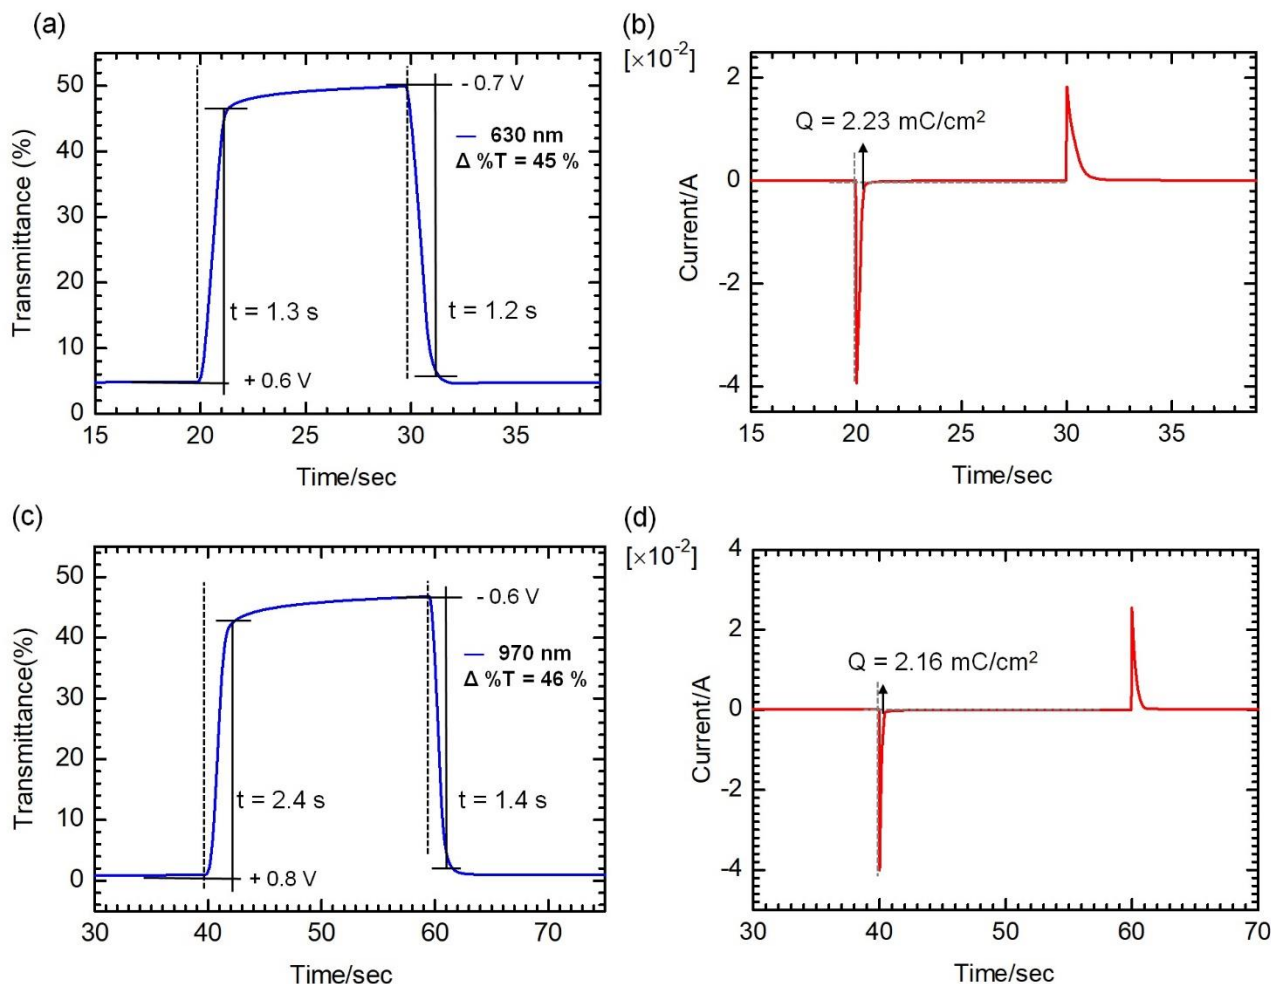 (a)
Transmittance (%)
50
40
30
20
10
0
15
20
25
30
35
Time/sec
- 0.7 V
630 nm
Δ %T = 45 %
t = 1.3 s
t = 1.2 s
+ 0.6 V
(b)
[×10⁻²]
Current/A
2
0
-2
-4
15
20
25
30
35
Time/sec
Q = 2.23 mC/cm²
(c)
Transmittance(%)
50
40
30
20
10
0
30
40
50
60
70
Time/sec
- 0.6 V
970 nm
Δ %T = 46 %
t = 2.4 s
t = 1.4 s
+ 0.8 V
(d)
[×10⁻²]
Current/A
4
2
0
-2
-4
30
40
50
60
70
Time/sec
Q = 2.16 mC/cm²